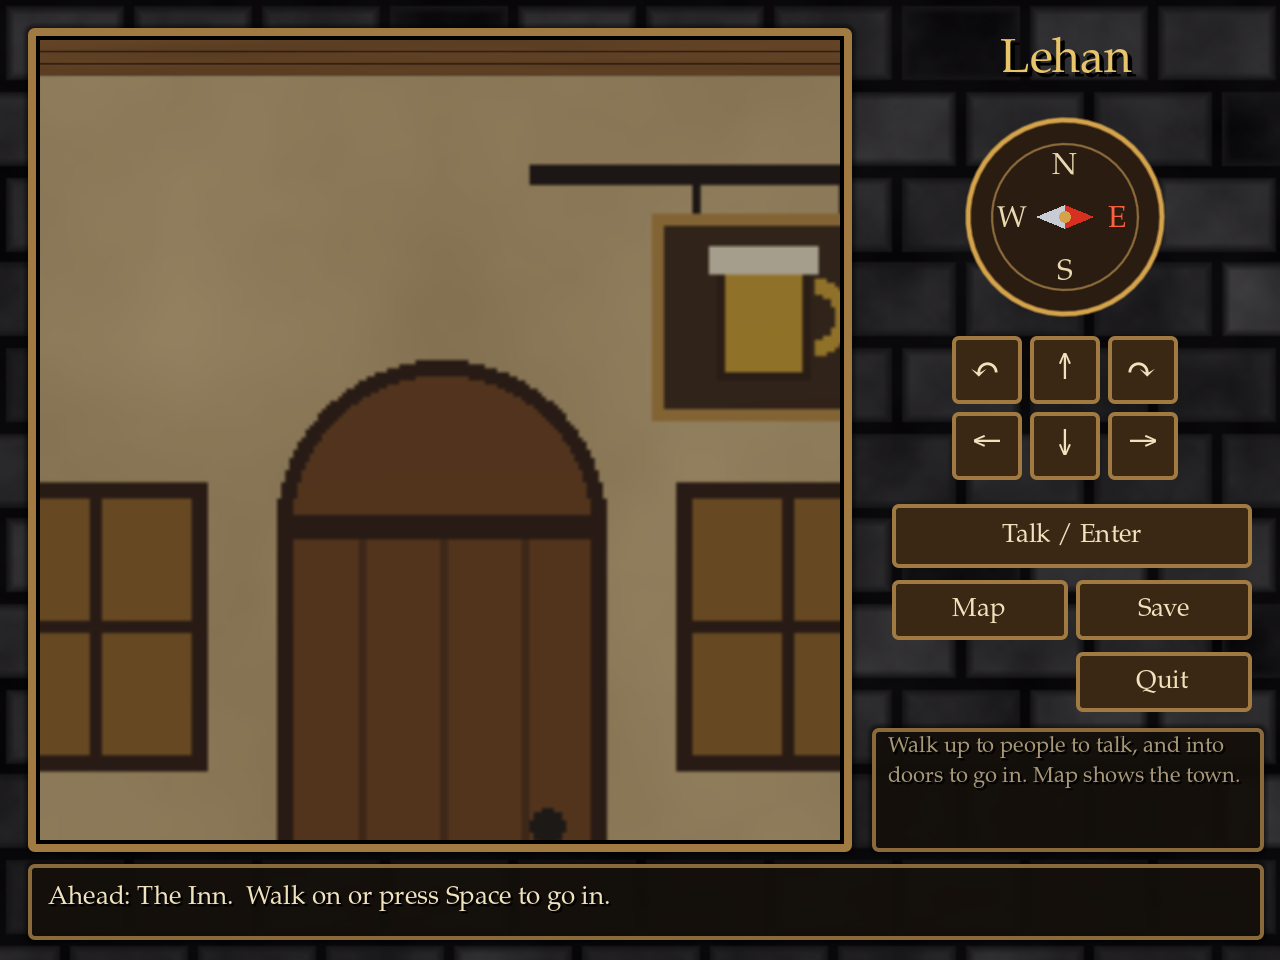 Lehan
N
W E
S
Talk / Enter
Map Save
Quit
Walk up to people to talk, and into
doors to go in. Map shows the town.
Ahead: The Inn. Walk on or press Space to go in.